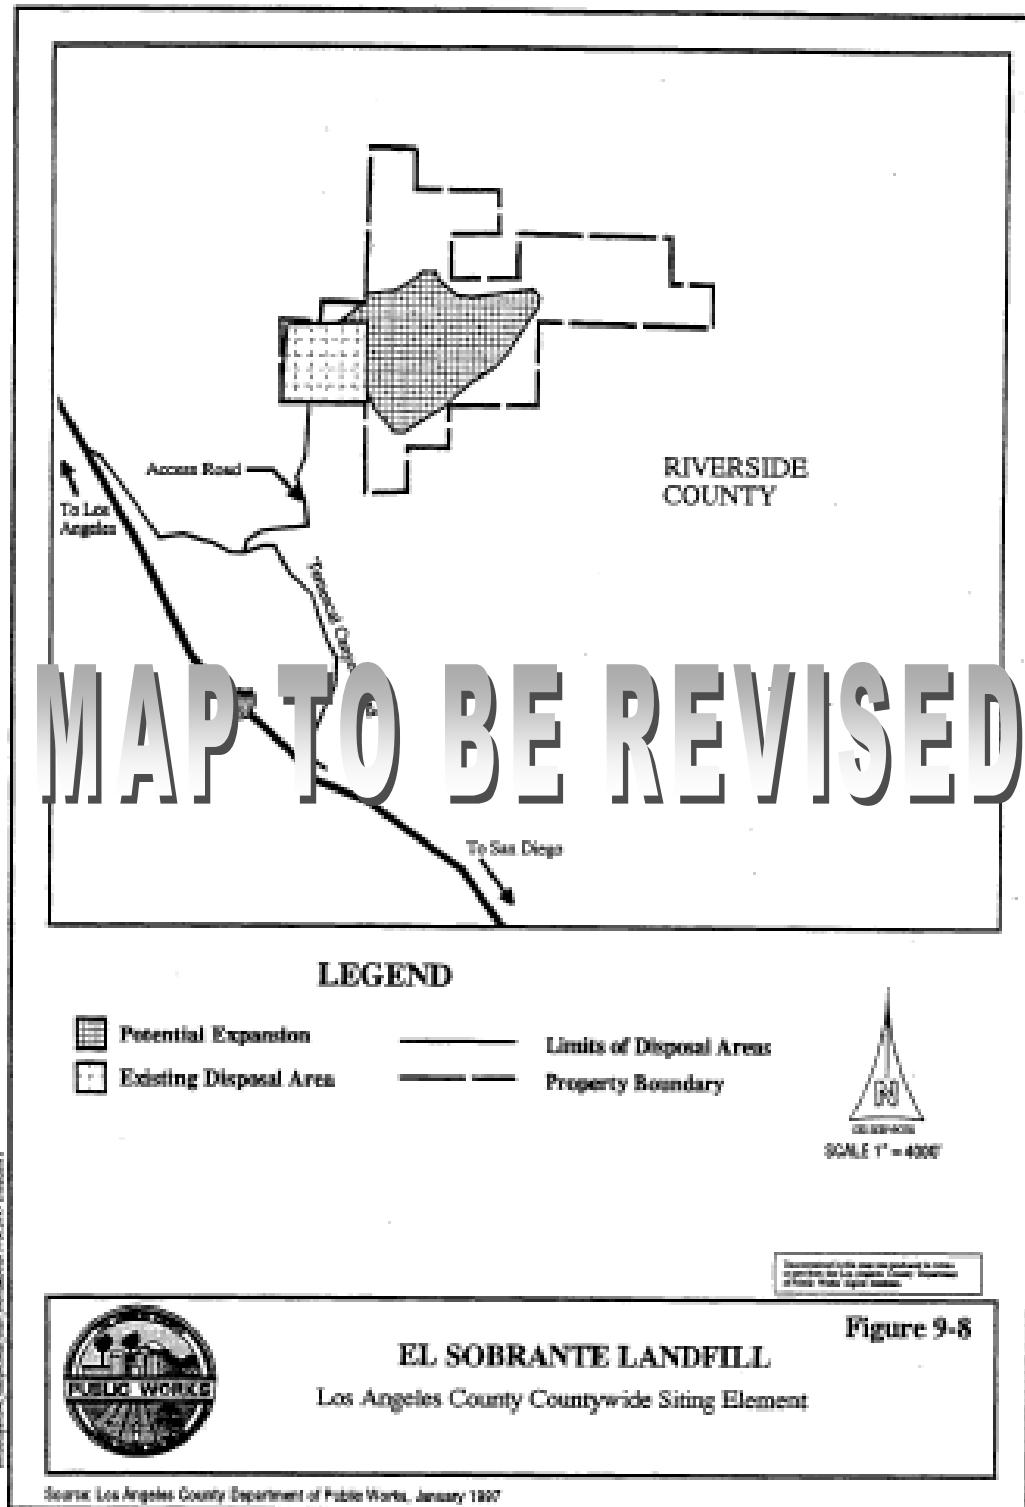 Access Road
To Los
Angeles
RIVERSIDE
COUNTY
Temescal Canyon
MAP TO BE REVISED
To San Diego
LEGEND
Potential Expansion
Existing Disposal Area
Limits of Disposal Areas
Property Boundary
N
SCALE 1" = 4000'
Figure 9-8
PUBLIC WORKS
EL SOBRANTE LANDFILL
Los Angeles County Countywide Siting Element
Source: Los Angeles County Department of Public Works, January 1997